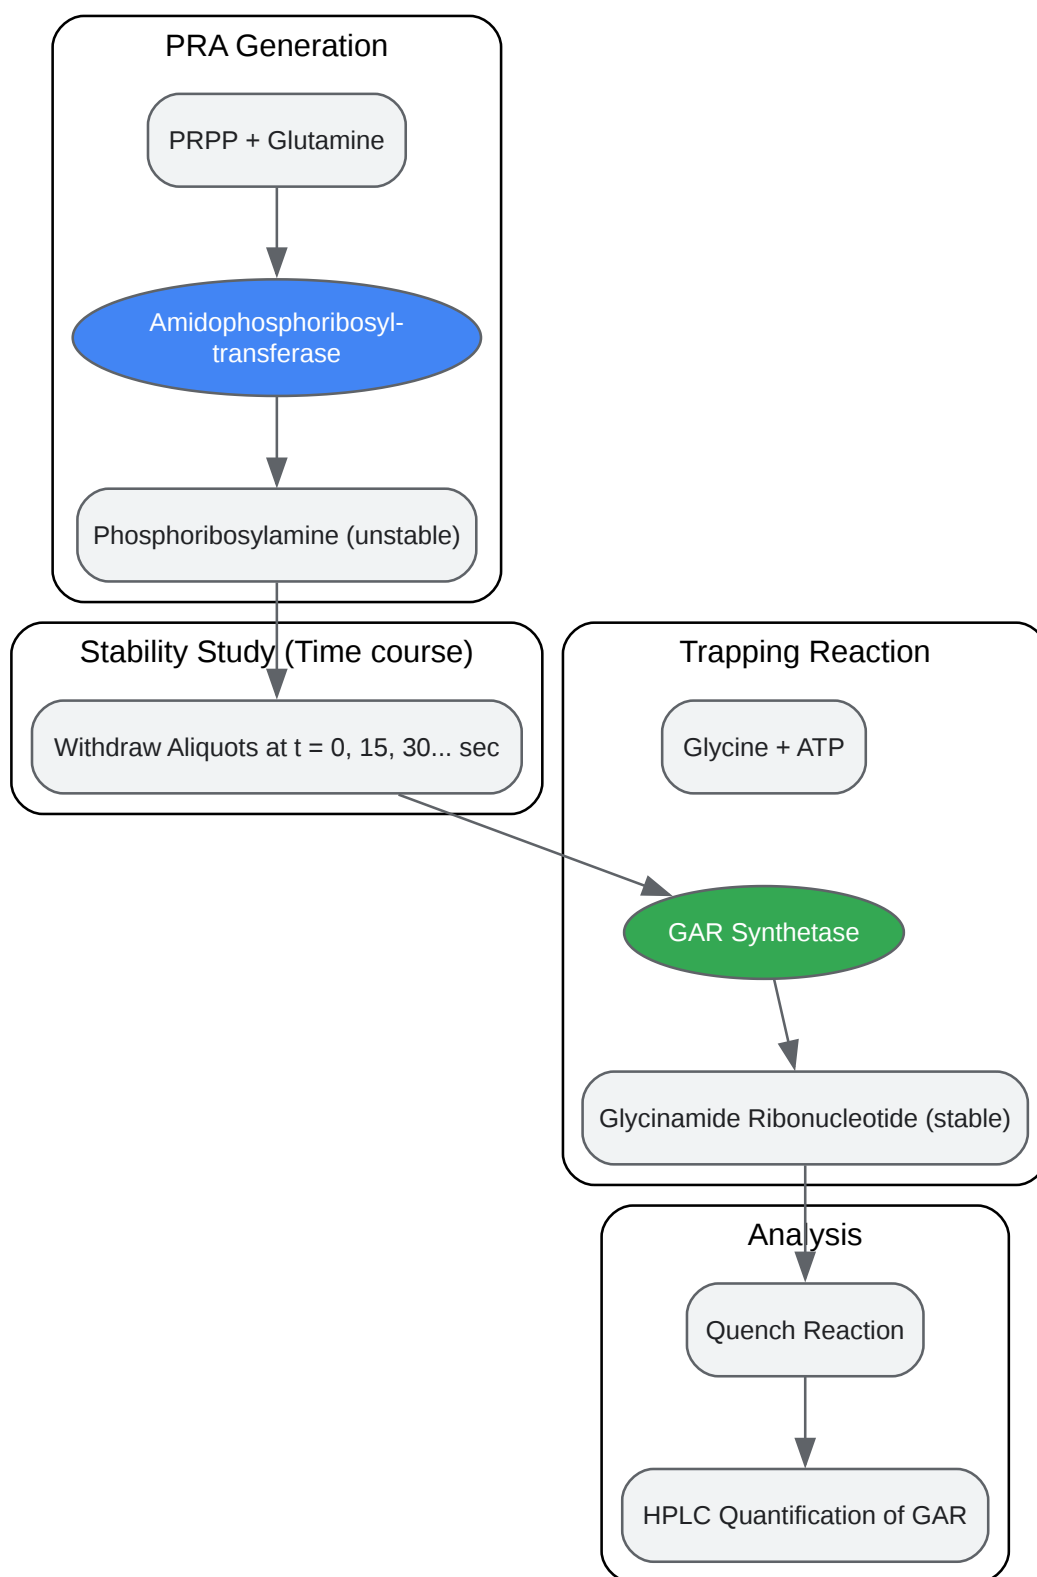 PRA Generation
PRPP + Glutamine
Amidophosphoribosyl-
transferase
Phosphoribosylamine (unstable)
Stability Study (Time course)
Withdraw Aliquots at t = 0, 15, 30... sec
Trapping Reaction
Glycine + ATP
GAR Synthetase
Glycinamide Ribonucleotide (stable)
Analysis
Quench Reaction
HPLC Quantification of GAR